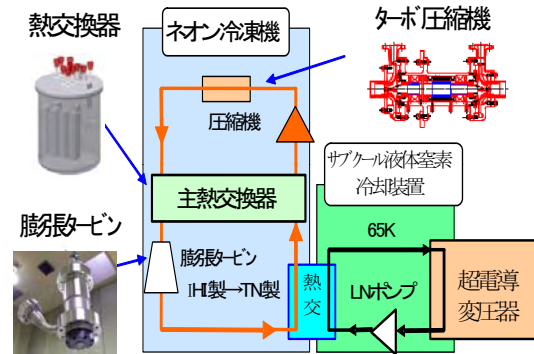 熱交換器
ネオン冷凍機
ターボ圧縮機
圧縮機
サブクール液体窒素
冷却装置
主熱交換器
膨張タービン
膨張タービン
IHI製→TN製
65K
熱
交
LNポンプ
超電導
変圧器